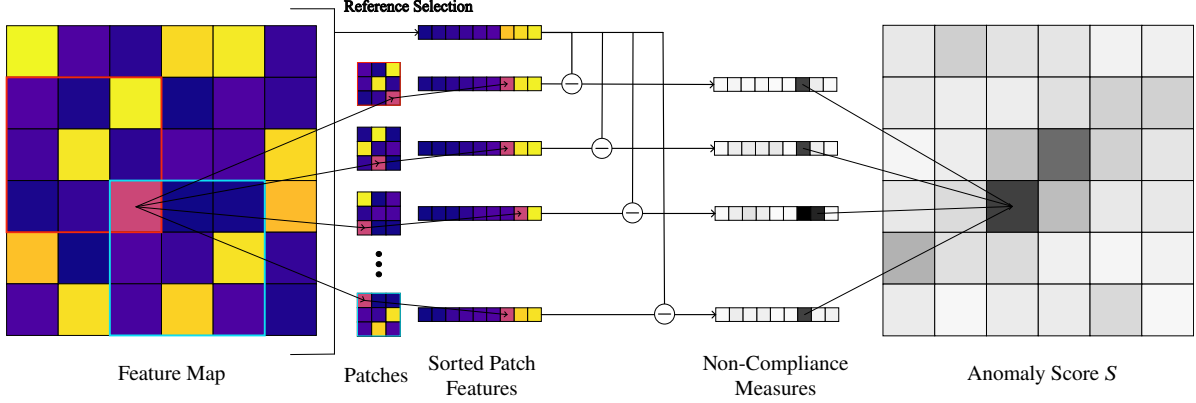 Reference Selection
Feature Map
Patches
Sorted Patch
Features
Non-Compliance
Measures
Anomaly Score S